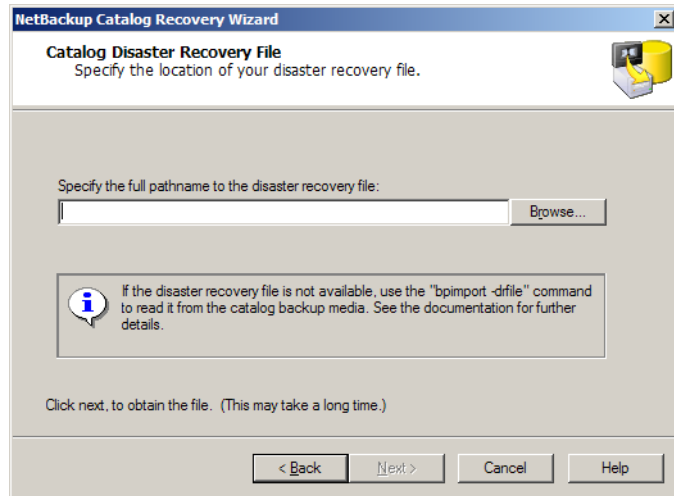 NetBackup Catalog Recovery Wizard
Catalog Disaster Recovery File
Specify the location of your disaster recovery file.
Specify the full pathname to the disaster recovery file:
Browse...
If the disaster recovery file is not available, use the "bpimport -drfile" command
to read it from the catalog backup media. See the documentation for further
details.
Click next, to obtain the file. (This may take a long time.)
< Back Next > Cancel Help